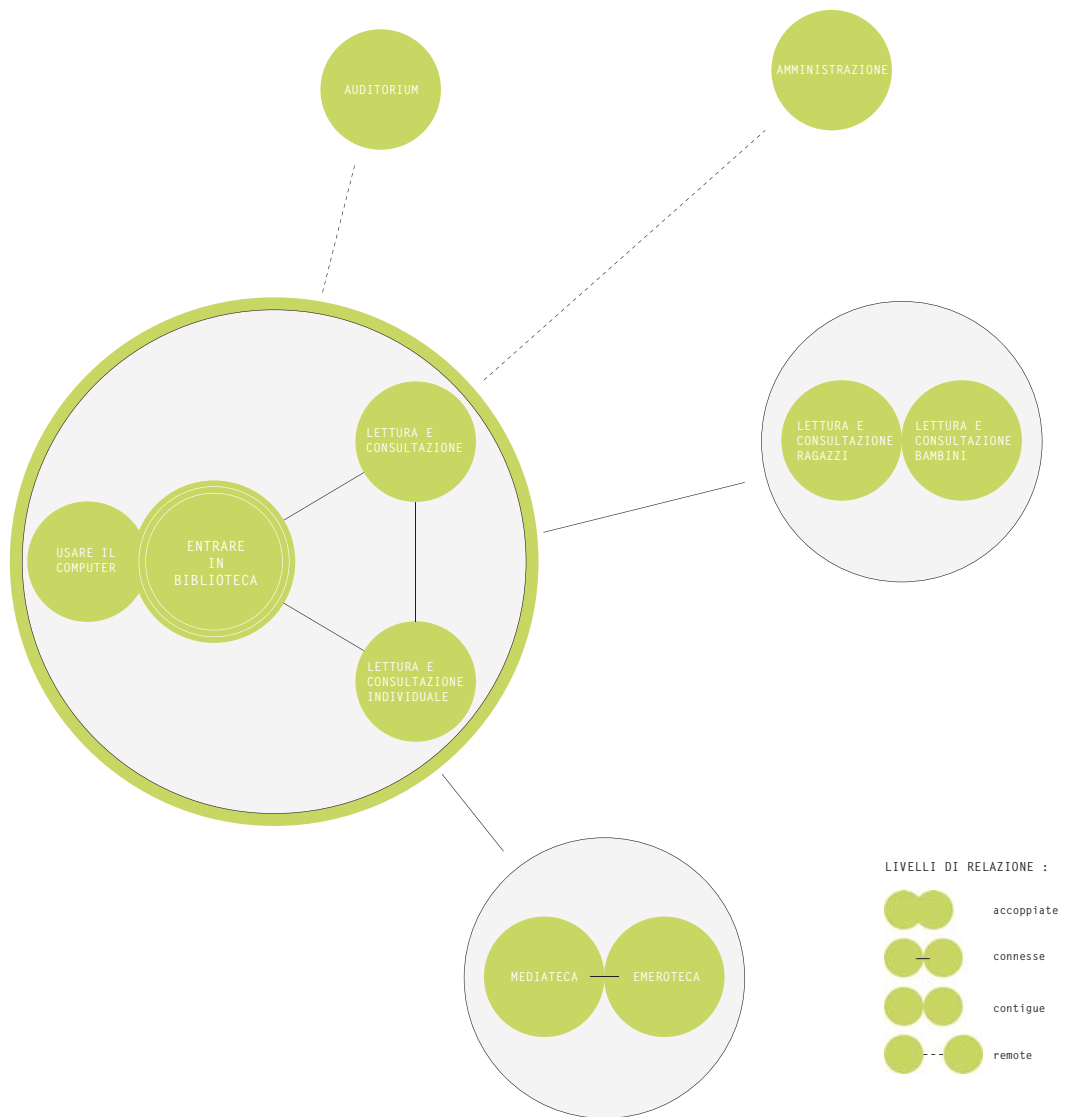 AUDITORIUM
AMMINISTRAZIONE
LETTURA E
CONSULTAZIONE
LETTURA E
CONSULTAZIONE
RAGAZZI
LETTURA E
CONSULTAZIONE
BAMBINI
USARE IL
COMPUTER
ENTRARE
IN
BIBLIOTECA
LETTURA E
CONSULTAZIONE
INDIVIDUALE
MEDIATECA
EMEROTECA
LIVELLI DI RELAZIONE :
accoppiate
connesse
contigue
remote